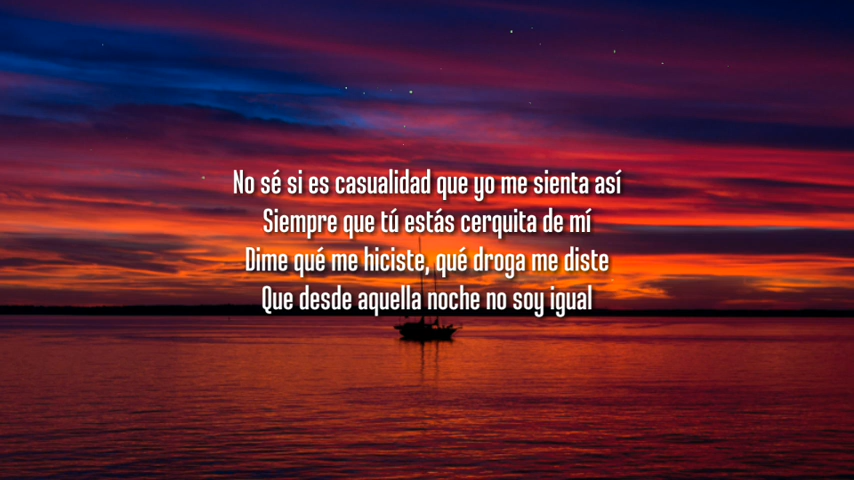 No sé si es casualidad que yo me sienta así
Siempre que tú estás cerquita de mí
Dime qué me hiciste, qué droga me diste
Que desde aquella noche no soy igual